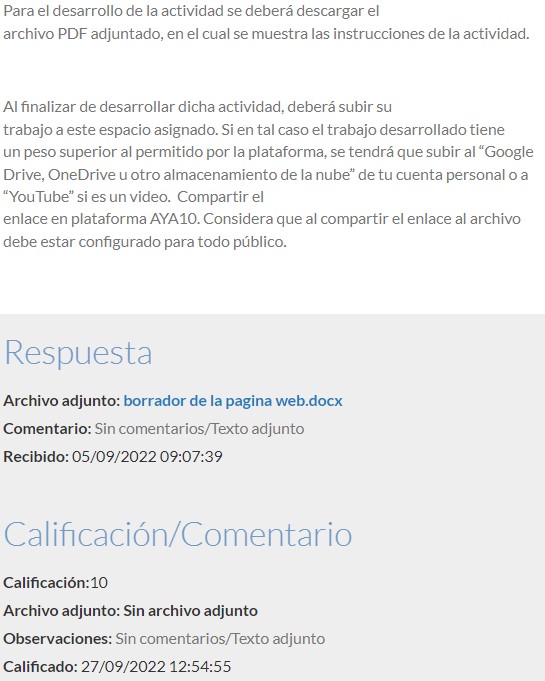 Para el desarrollo de la actividad se deberá descargar el
archivo PDF adjuntado, en el cual se muestra las instrucciones de la actividad.
Al finalizar de desarrollar dicha actividad, deberá subir su
trabajo a este espacio asignado. Si en tal caso el trabajo desarrollado tiene
un peso superior al permitido por la plataforma, se tendrá que subir al “Google
Drive, OneDrive u otro almacenamiento de la nube” de tu cuenta personal o a
“YouTube” si es un video. Compartir el
enlace en plataforma AYA10. Considera que al compartir el enlace al archivo
debe estar configurado para todo público.
Respuesta
Archivo adjunto: borrador de la pagina web.docx
Comentario: Sin comentarios/Texto adjunto
Recibido: 05/09/2022 09:07:39
Calificación/Comentario
Calificación:10
Archivo adjunto: Sin archivo adjunto
Observaciones: Sin comentarios/Texto adjunto
Calificado: 27/09/2022 12:54:55